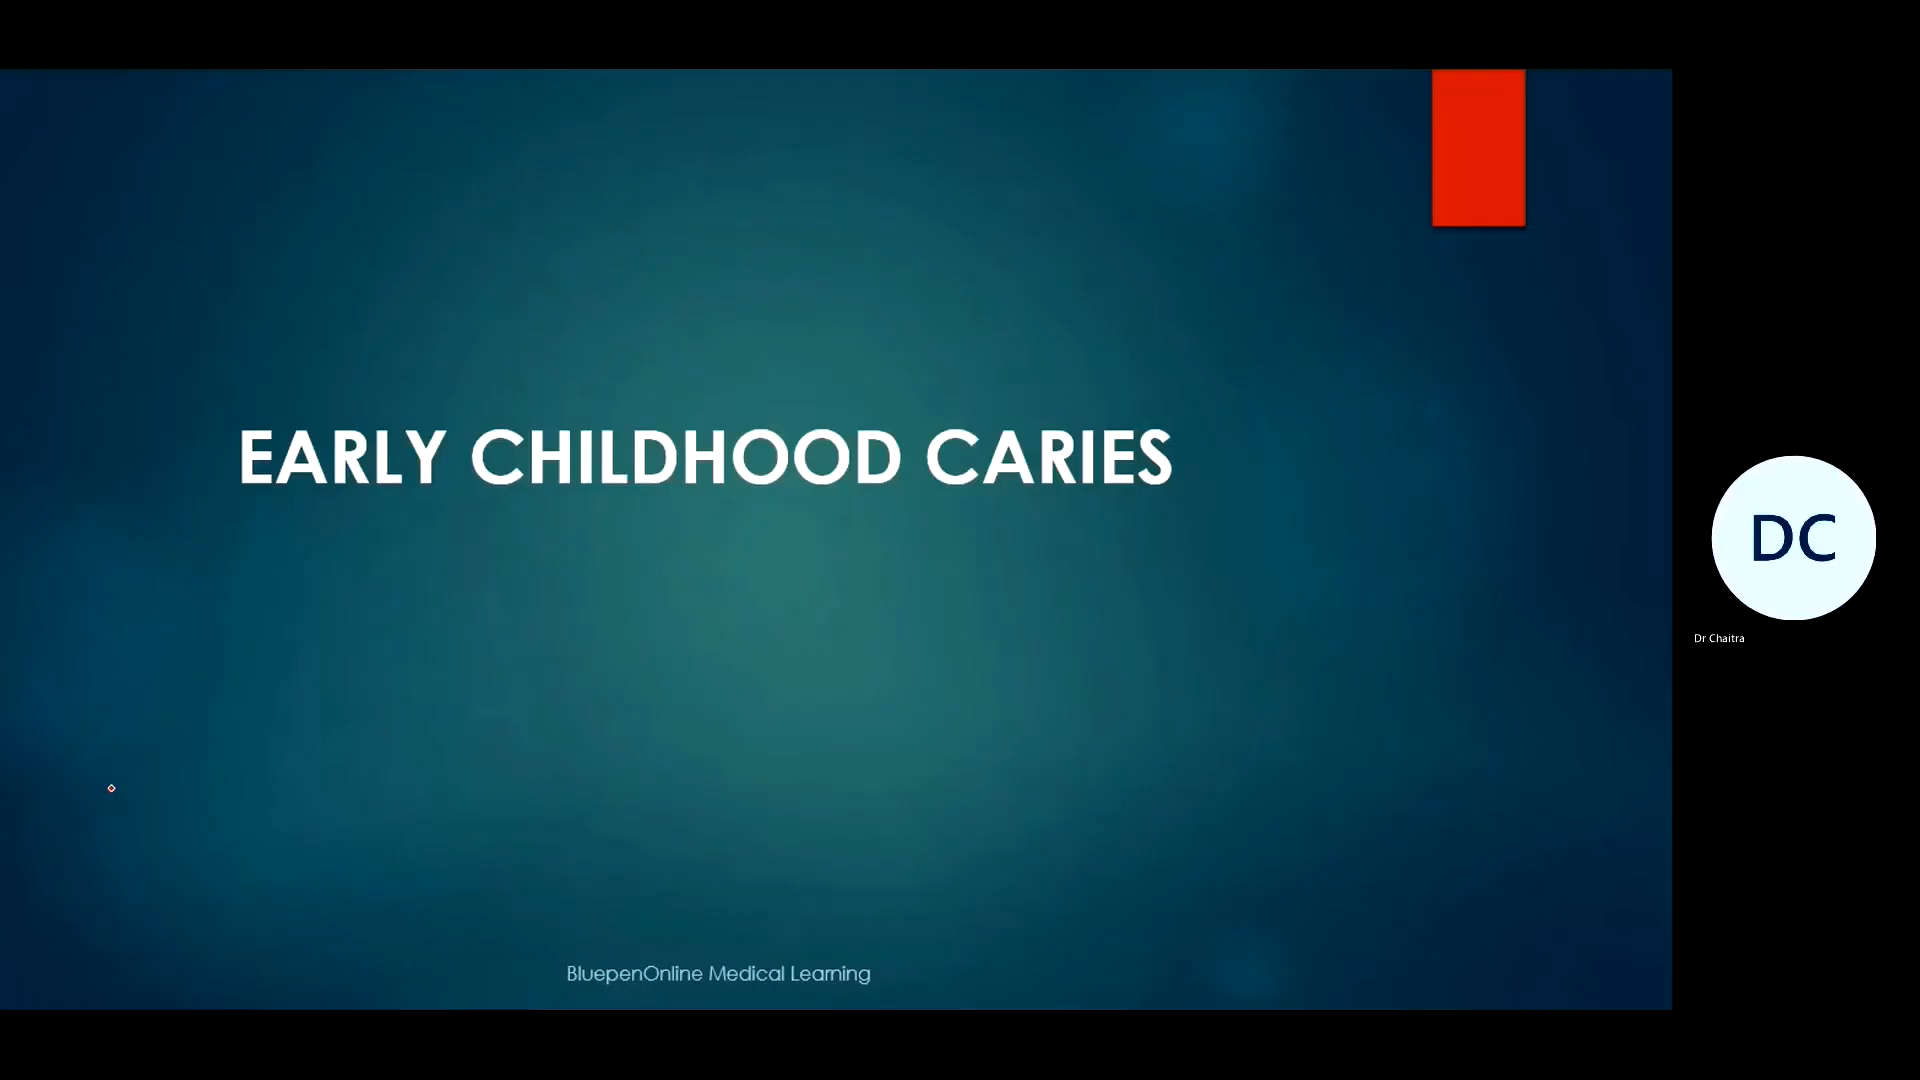 EARLY CHILDHOOD CARIES
DC
Dr Chaitra
BluepenOnline Medical Learning